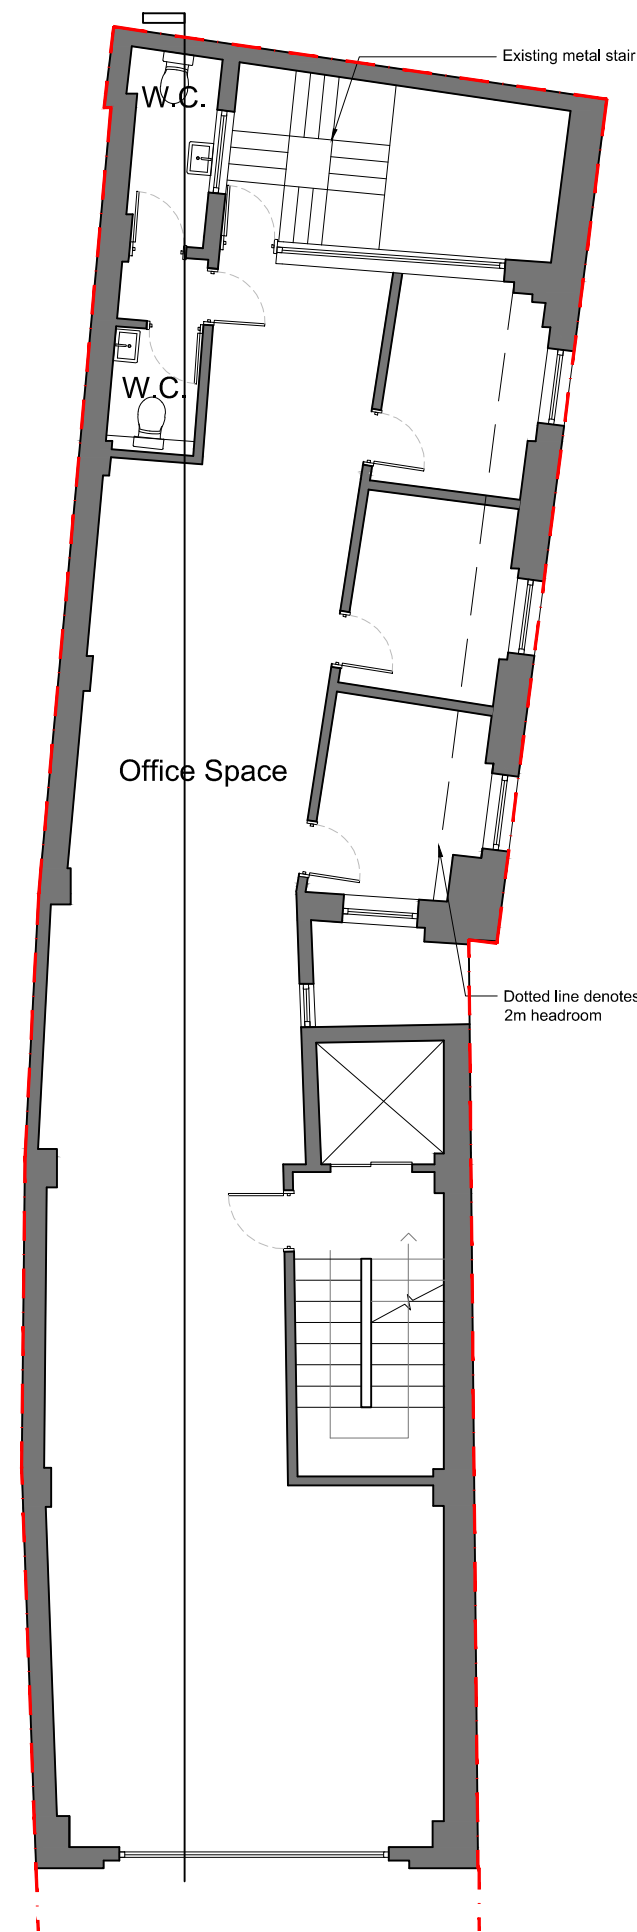 Existing metal stair
W.C.
W.C.
Office Space
Dotted line denotes
2m headroom